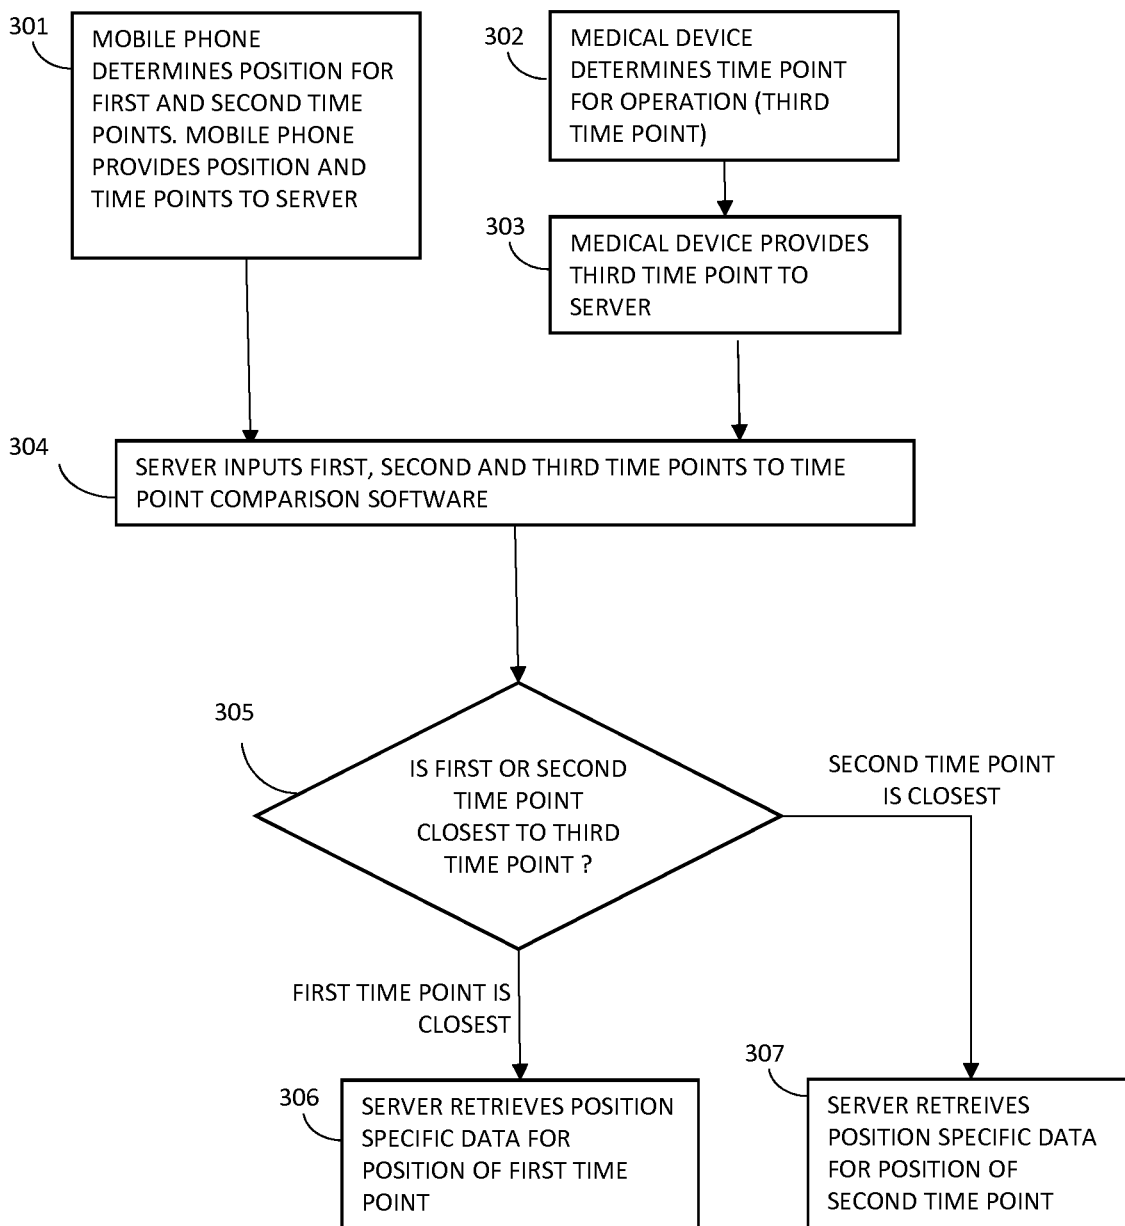 301
MOBILE PHONE
DETERMINES POSITION FOR
FIRST AND SECOND TIME
POINTS. MOBILE PHONE
PROVIDES POSITION AND
TIME POINTS TO SERVER
302
MEDICAL DEVICE
DETERMINES TIME POINT
FOR OPERATION (THIRD
TIME POINT)
303
MEDICAL DEVICE PROVIDES
THIRD TIME POINT TO
SERVER
304
SERVER INPUTS FIRST, SECOND AND THIRD TIME POINTS TO TIME
POINT COMPARISON SOFTWARE
305
IS FIRST OR SECOND
TIME POINT
CLOSEST TO THIRD
TIME POINT ?
SECOND TIME POINT
IS CLOSEST
FIRST TIME POINT IS
CLOSEST
306
SERVER RETRIEVES POSITION
SPECIFIC DATA FOR
POSITION OF FIRST TIME
POINT
307
SERVER RETREIVES
POSITION SPECIFIC DATA
FOR POSITION OF
SECOND TIME POINT